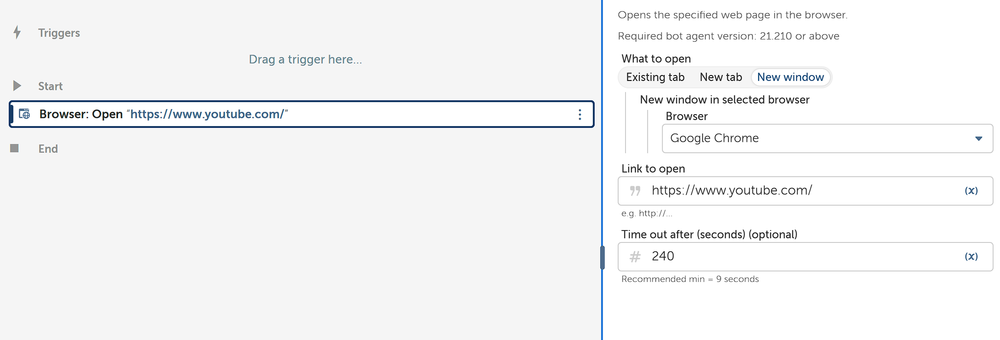 Triggers
Drag a trigger here...
Start
Browser: Open “https://www.youtube.com/”
End
Opens the specified web page in the browser.
Required bot agent version: 21.210 or above
What to open
Existing tab New tab New window
New window in selected browser
Browser
Google Chrome
Link to open
https://www.youtube.com/ (x)
e.g. http://...
Time out after (seconds) (optional)
# 240 (x)
Recommended min = 9 seconds